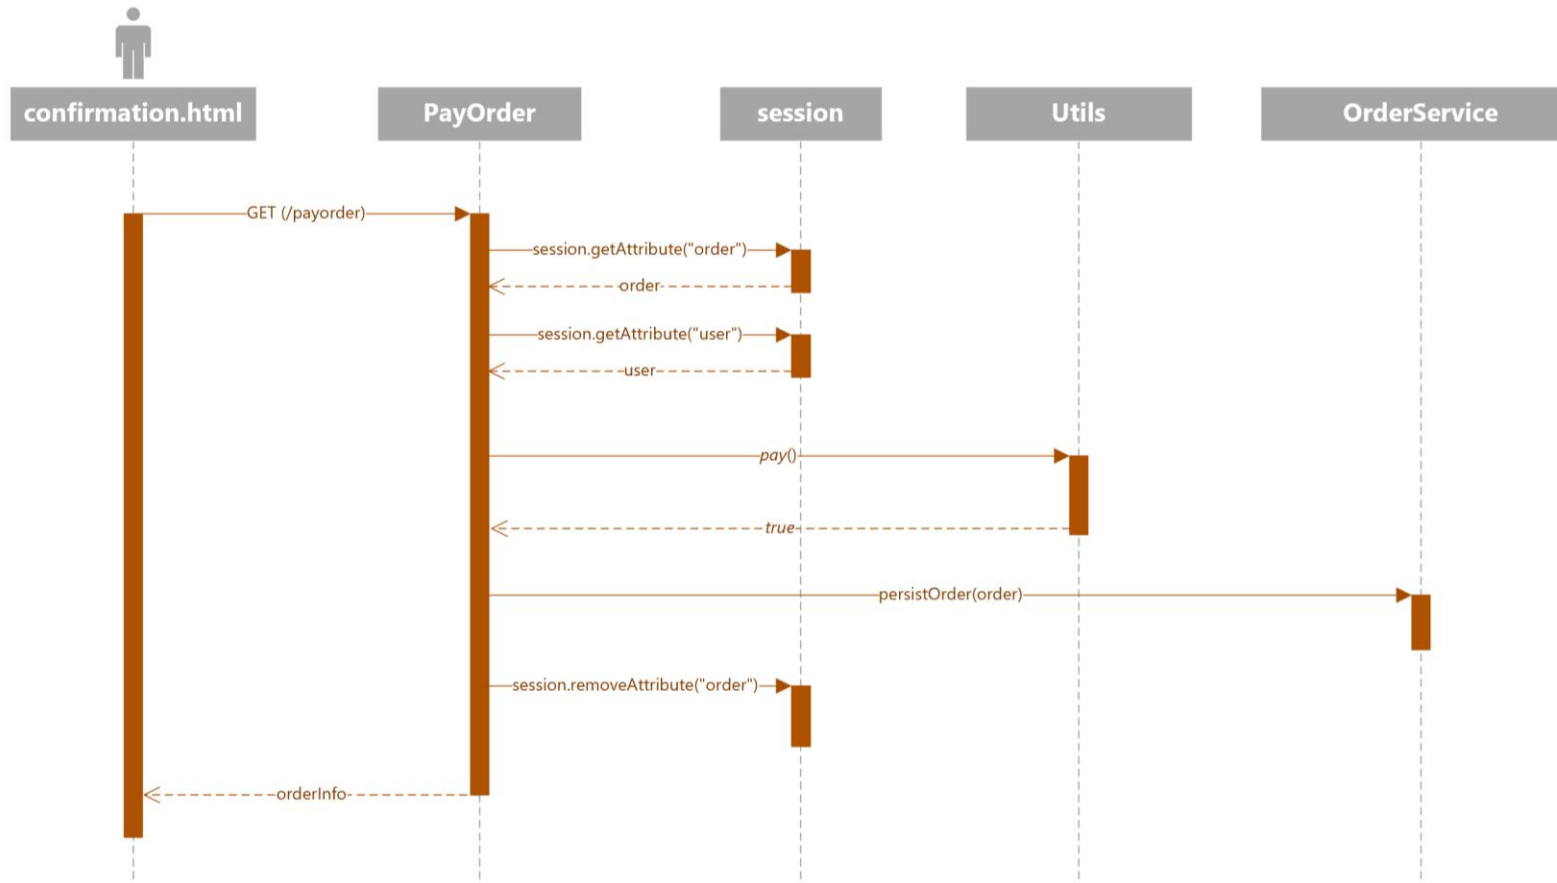 confirmation.html
PayOrder
session
Utils
OrderService
GET (/payorder)
session.getAttribute("order")
order
session.getAttribute("user")
user
pay()
true
persistOrder(order)
session.removeAttribute("order")
orderInfo